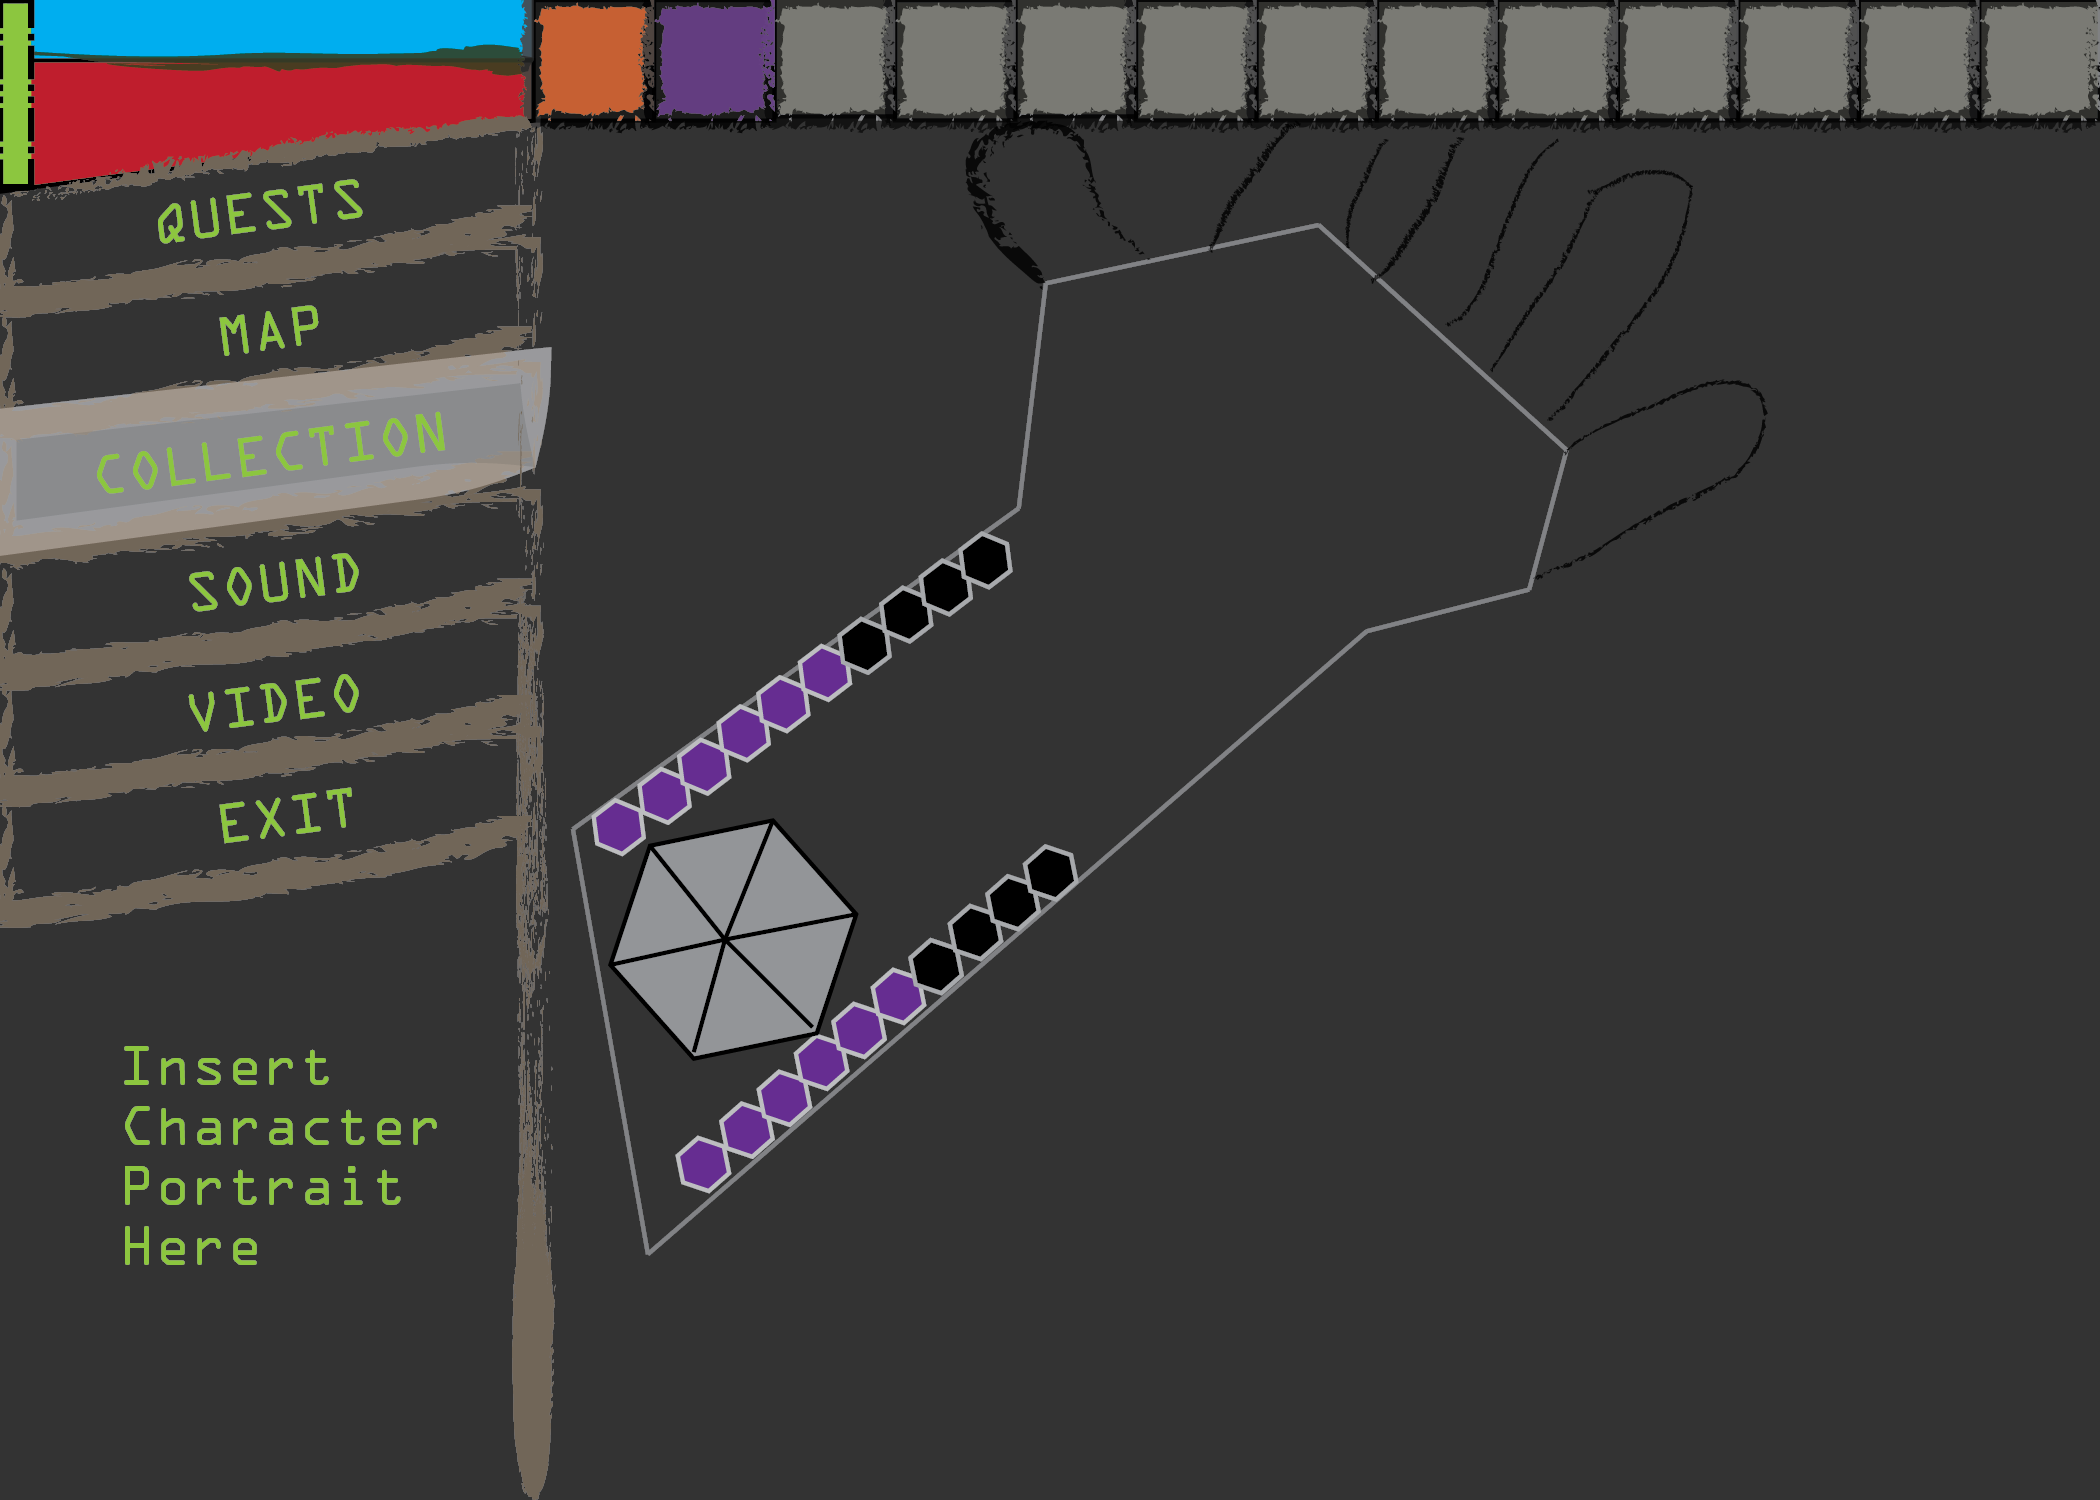 QUESTS
MAP
COLLECTION
SOUND
VIDEO
EXIT
Insert
Character
Portrait
Here